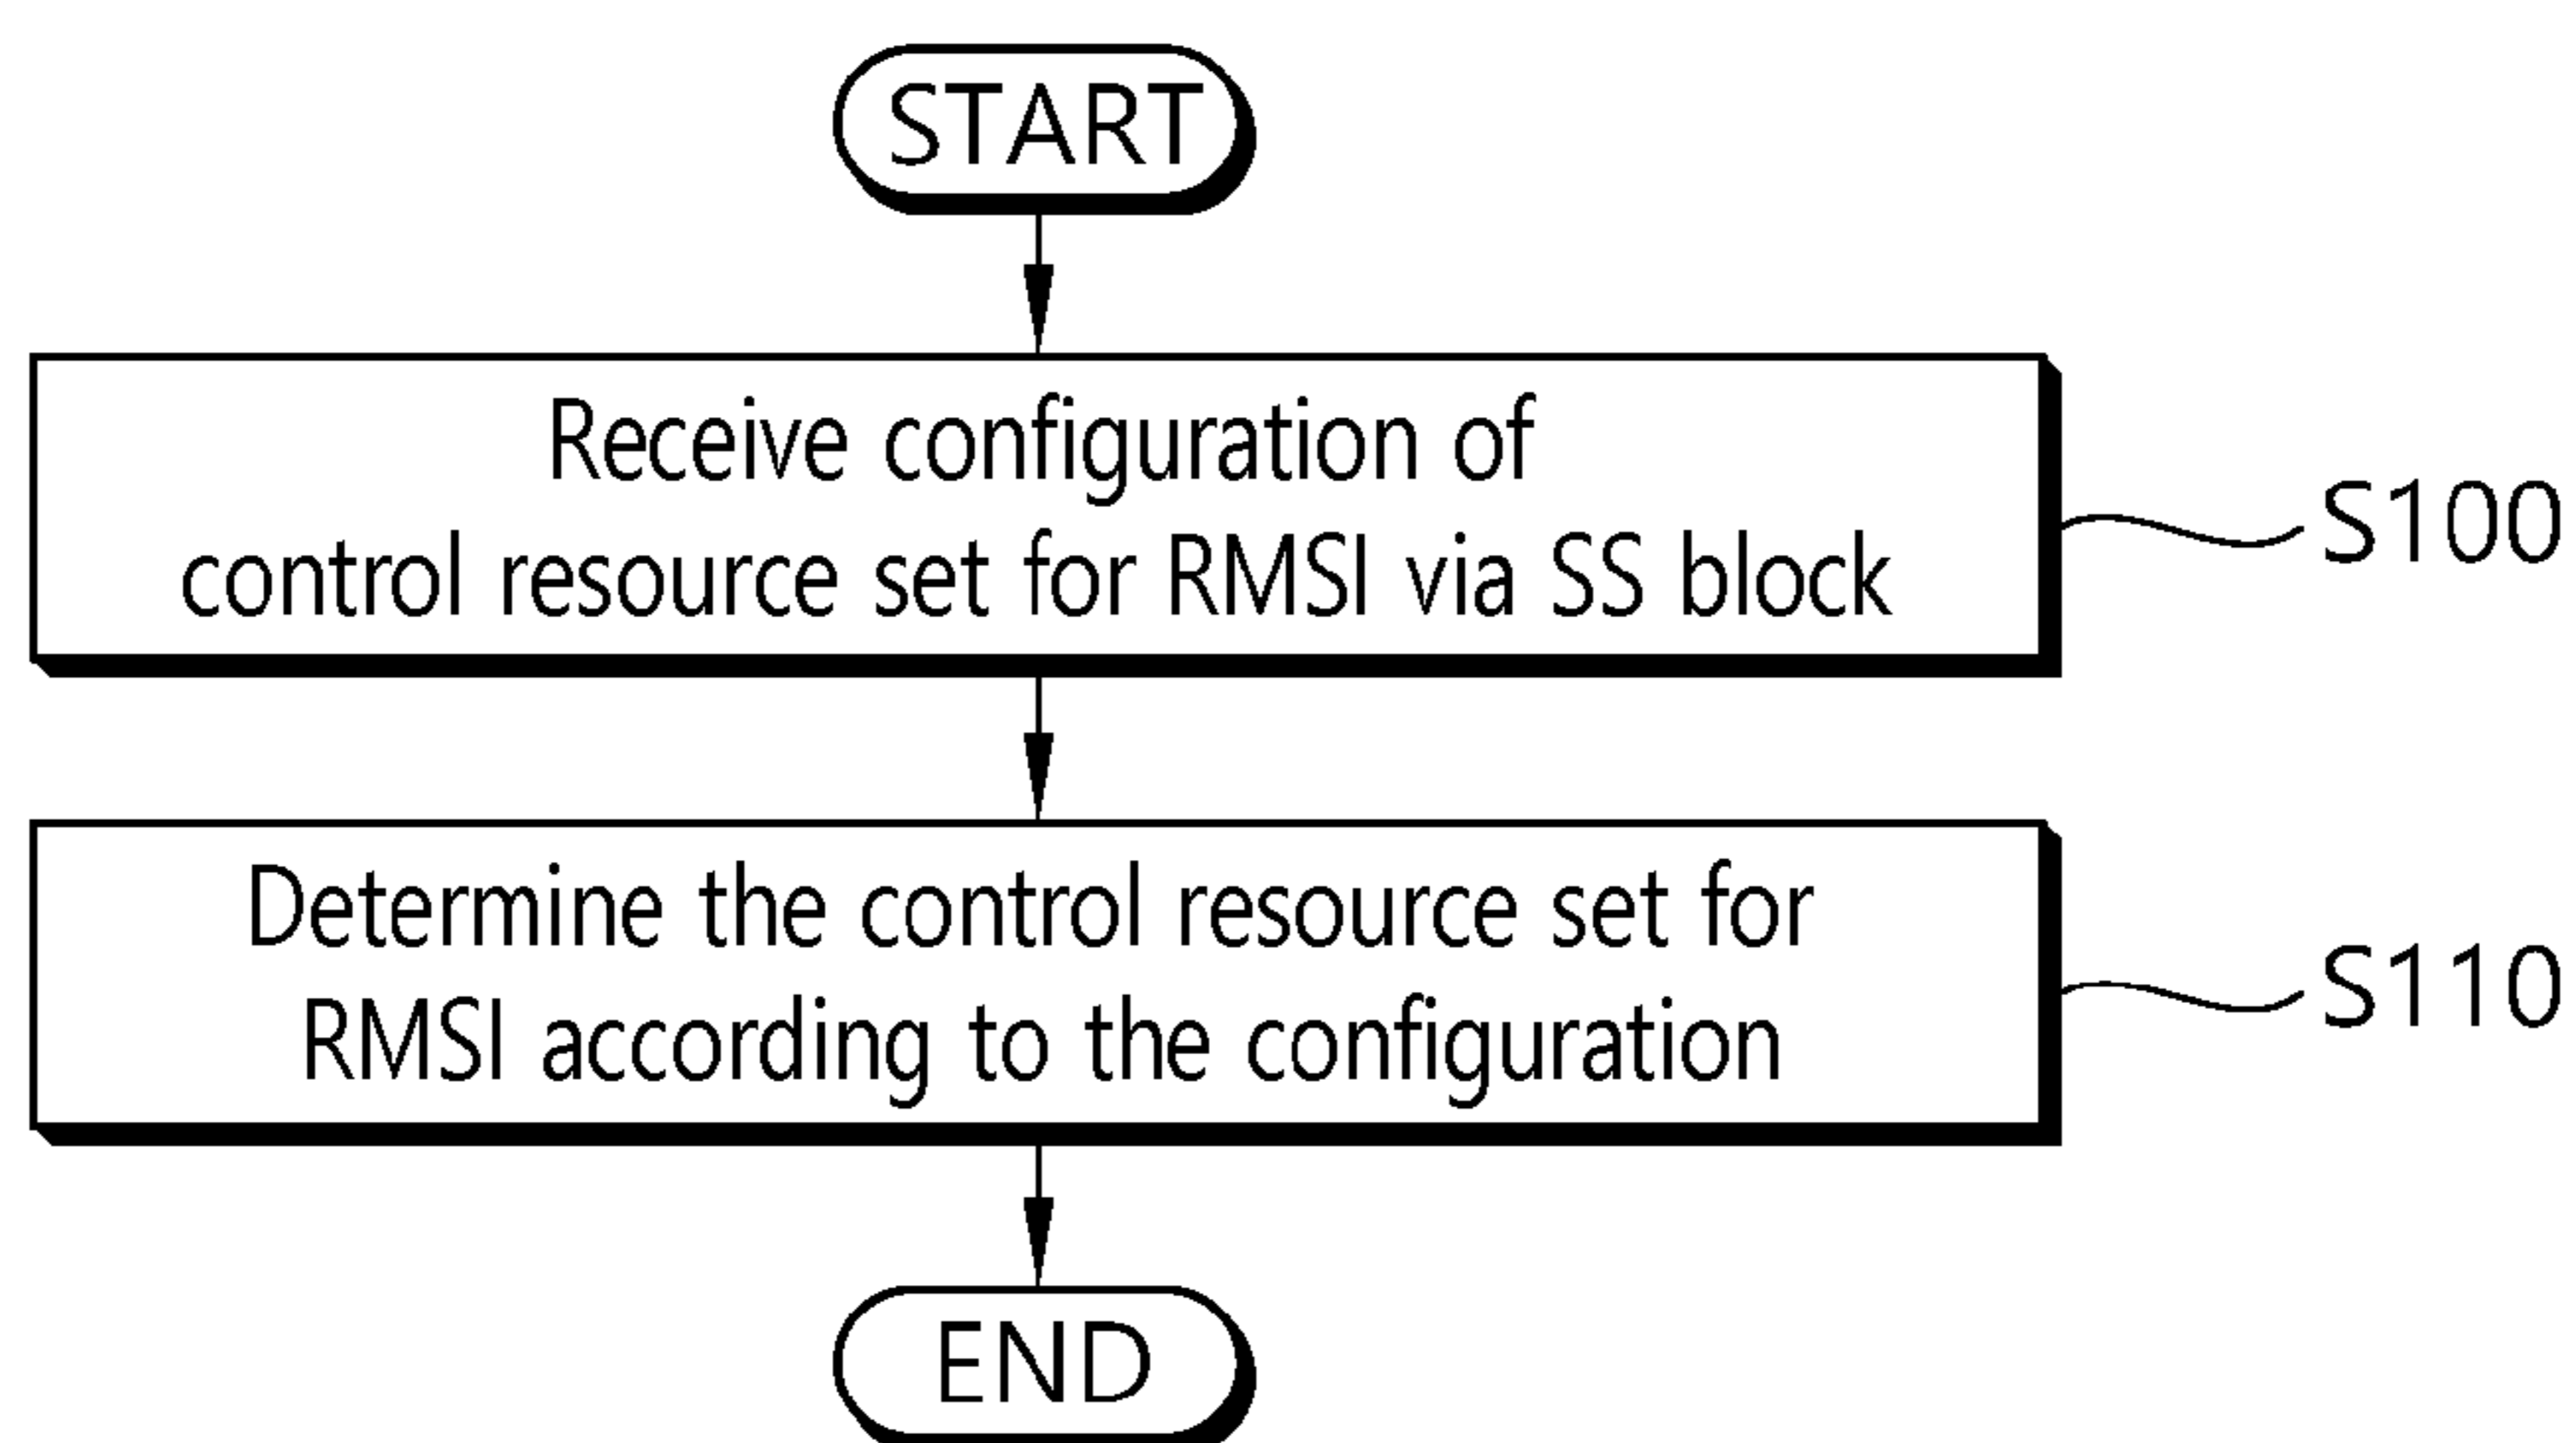 START
Receive configuration of
control resource set for RMSI via SS block
S100
Determine the control resource set for
RMSI according to the configuration
S110
END